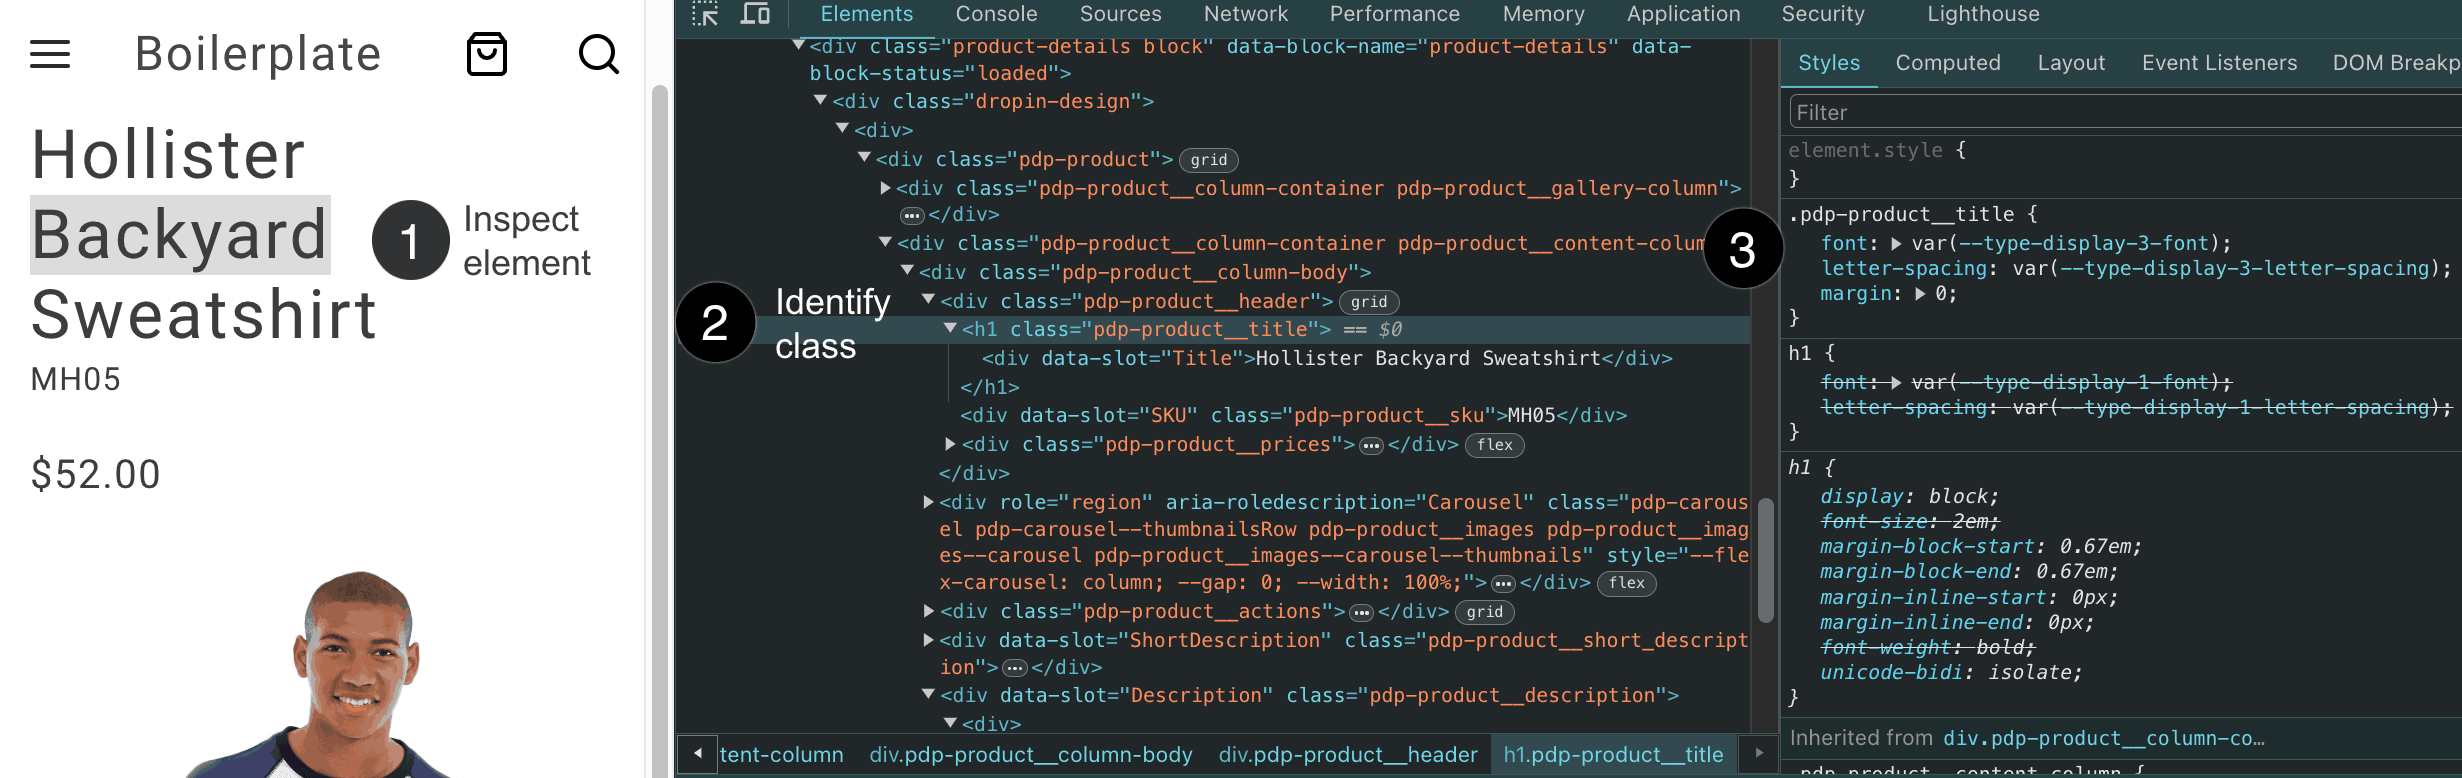 Boilerplate
Hollister
Backyard
Sweatshirt
MH05
$52.00
1
Inspect
element
Elements Console Sources Network Performance Memory Application Security Lighthouse
<div class="product-details block" data-block-name="product-details" data-
block-status="loaded">
<div class="dropin-design">
<div>
<div class="pdp-product"> grid
<div class="pdp-product__column-container pdp-product__gallery-column">
</div>
<div class="pdp-product__column-container pdp-product__content-colum
<div class="pdp-product__column-body">
2
Identify
class
<div class="pdp-product__header"> grid
<h1 class="pdp-product__title"> == $0
<div data-slot="Title">Hollister Backyard Sweatshirt</div>
</h1>
<div data-slot="SKU" class="pdp-product__sku">MH05</div>
<div class="pdp-product__prices"> </div> flex
</div>
<div role="region" aria-roledescription="Carousel" class="pdp-carous
el pdp-carousel--thumbnailsRow pdp-product__images pdp-product__imag
es--carousel pdp-product__images--carousel--thumbnails" style="--fle
x-carousel: column; --gap: 0; --width: 100%;"> </div> flex
<div class="pdp-product__actions"> </div> grid
<div data-slot="ShortDescription" class="pdp-product__short_descript
ion"> </div>
<div data-slot="Description" class="pdp-product__description">
<div>
tent-column div.pdp-product__column-body div.pdp-product__header h1.pdp-product__title
Styles Computed Layout Event Listeners DOM Breakp
Filter
element.style {
}
3
.pdp-product__title {
font: var(--type-display-3-font);
letter-spacing: var(--type-display-3-letter-spacing);
margin: 0;
}
h1 {
font: var(--type-display-1-font);
letter-spacing: var(--type-display-1-letter-spacing);
}
h1 {
display: block;
font-size: 2em;
margin-block-start: 0.67em;
margin-block-end: 0.67em;
margin-inline-start: 0px;
margin-inline-end: 0px;
font-weight: bold;
unicode-bidi: isolate;
}
Inherited from div.pdp-product__column-co…
.pdp-product__content-column {